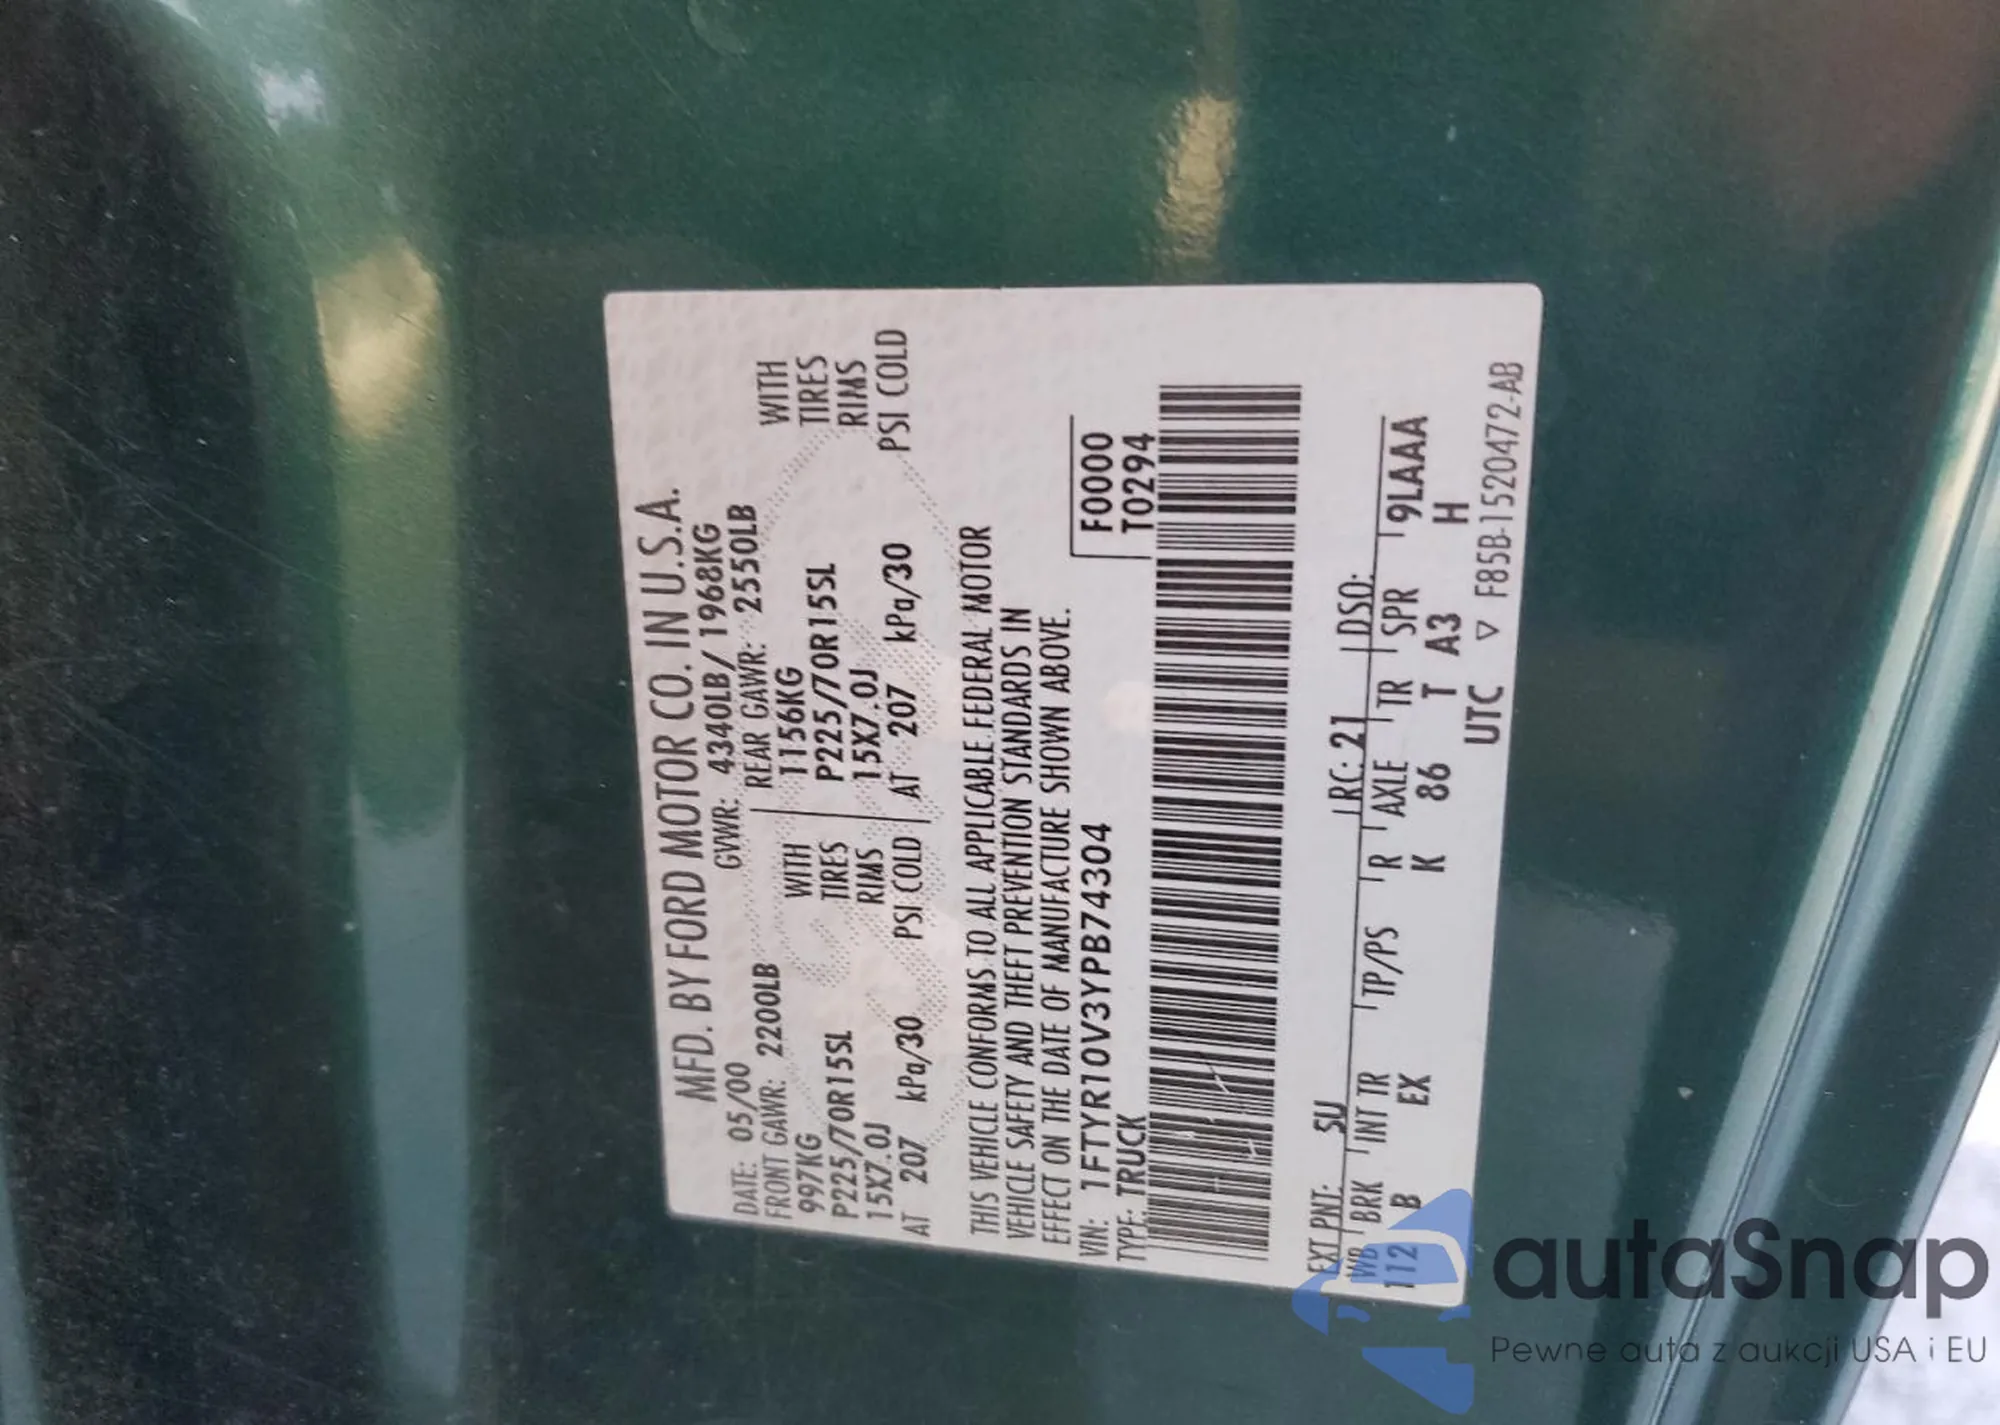 MFD. BY FORD MOTOR CO. IN U.S.A.
DATE: 05/00 GVWR: 4340LB/ 1968KG
FRONT GAWR: 2200LB REAR GAWR: 2550LB
997KG WITH 1156KG WITH
P225/70R15SL TIRES P225/70R15SL TIRES
15X7.0J RIMS 15X7.0J RIMS
AT 207 kPa/30 PSI COLD AT 207 kPa/30 PSI COLD
THIS VEHICLE CONFORMS TO ALL APPLICABLE FEDERAL MOTOR
VEHICLE SAFETY AND THEFT PREVENTION STANDARDS IN
EFFECT ON THE DATE OF MANUFACTURE SHOWN ABOVE.
VIN: 1FTYR10V3YPB74304 F0000
TYPE: TRUCK T0294
EXT PNT: SU RC: 21 DSO:
WB BRK INT TR TP/PS R AXLE TR SPR 9LAAA
112 B EX K 86 T A3 H
UTC ▽ F85B-1520472-AB
autaSnap
Pewne auta z aukcji USA i EU